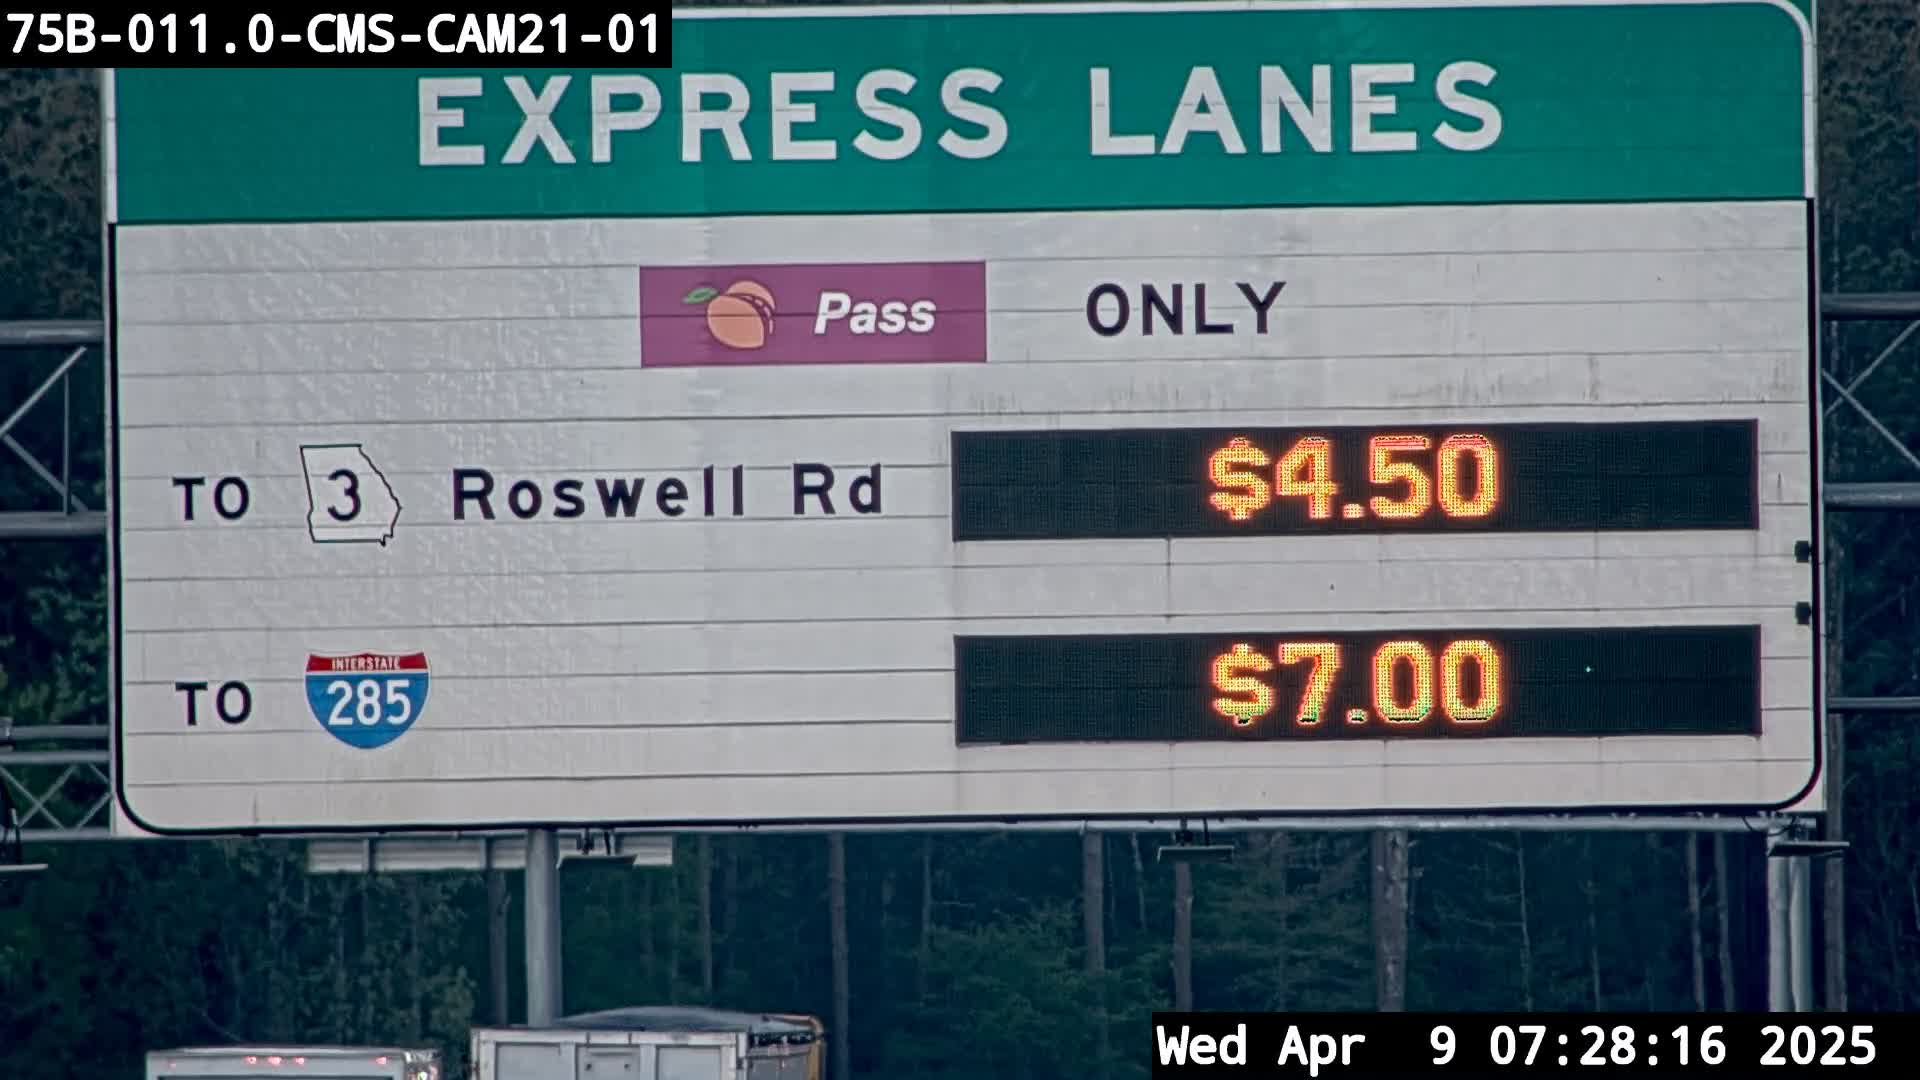 75B-011.0-CMS-CAM21-01
EXPRESS LANES
Pass ONLY
TO 3 Roswell Rd $4.50
TO INTERSTATE 285 $7.00
Wed Apr 9 07:28:16 2025